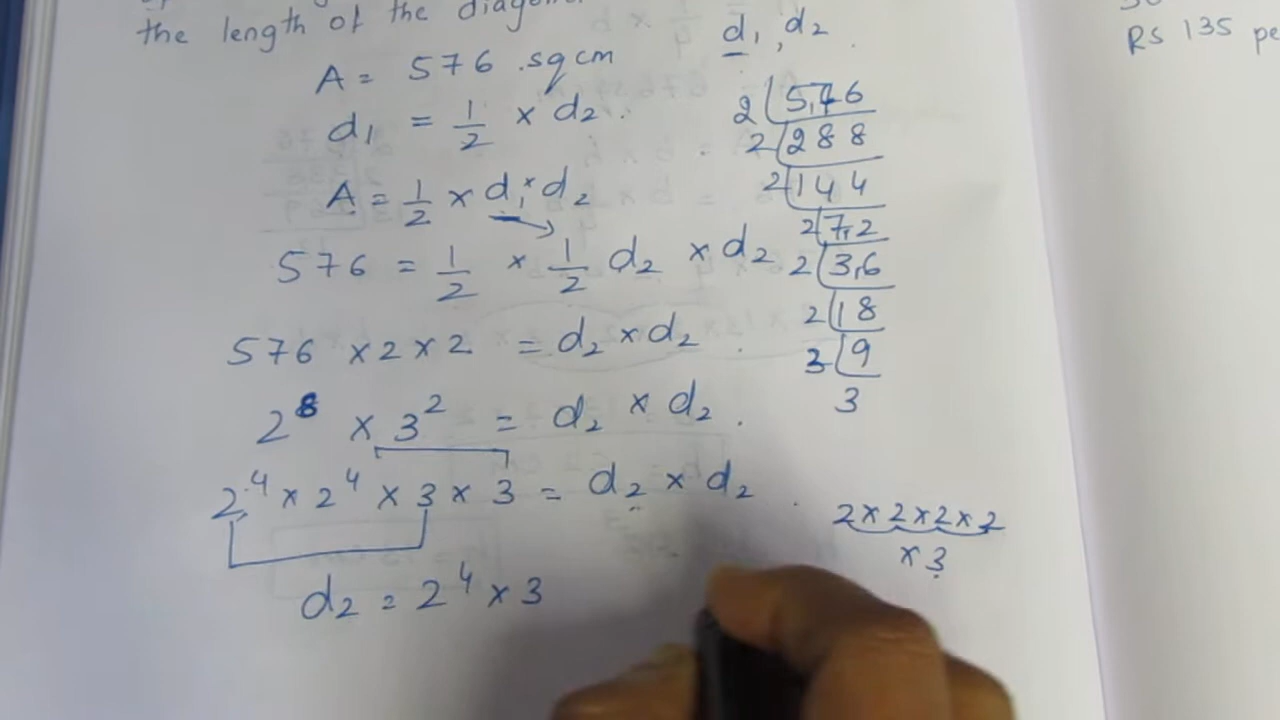 the length of the diagonal
A = 576 sq cm
d1, d2
d1 = 1/2 × d2
A = 1/2 × d1 × d2
576 = 1/2 × 1/2 d2 × d2
576 × 2 × 2 = d2 × d2
2^8 × 3^2 = d2 × d2
2^4 × 2^4 × 3 × 3 = d2 × d2
d2 = 2^4 × 3
2 | 576
2 | 288
2 | 144
2 | 72
2 | 36
2 | 18
3 | 9
3
2 × 2 × 2 × 2
× 3
RS 135 pe